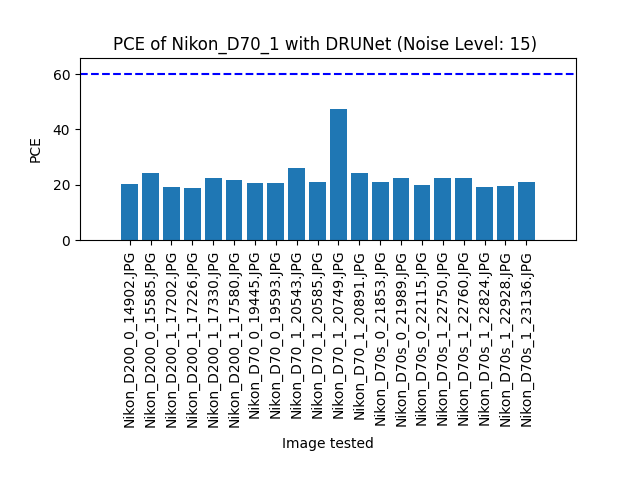 PCE of Nikon_D70_1 with DRUNet (Noise Level: 15)
60
40
20
0
PCE
Nikon_D200_0_14902.JPG
Nikon_D200_0_15585.JPG
Nikon_D200_1_17202.JPG
Nikon_D200_1_17226.JPG
Nikon_D200_1_17330.JPG
Nikon_D200_1_17580.JPG
Nikon_D70_0_19445.JPG
Nikon_D70_0_19593.JPG
Nikon_D70_1_20543.JPG
Nikon_D70_1_20585.JPG
Nikon_D70_1_20749.JPG
Nikon_D70_1_20891.JPG
Nikon_D70s_0_21853.JPG
Nikon_D70s_0_21989.JPG
Nikon_D70s_0_22115.JPG
Nikon_D70s_1_22750.JPG
Nikon_D70s_1_22760.JPG
Nikon_D70s_1_22824.JPG
Nikon_D70s_1_22928.JPG
Nikon_D70s_1_23136.JPG
Image tested